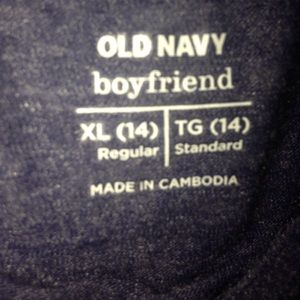 OLD NAVY
boyfriend
XL (14) TG (14)
Regular Standard
MADE IN CAMBODIA